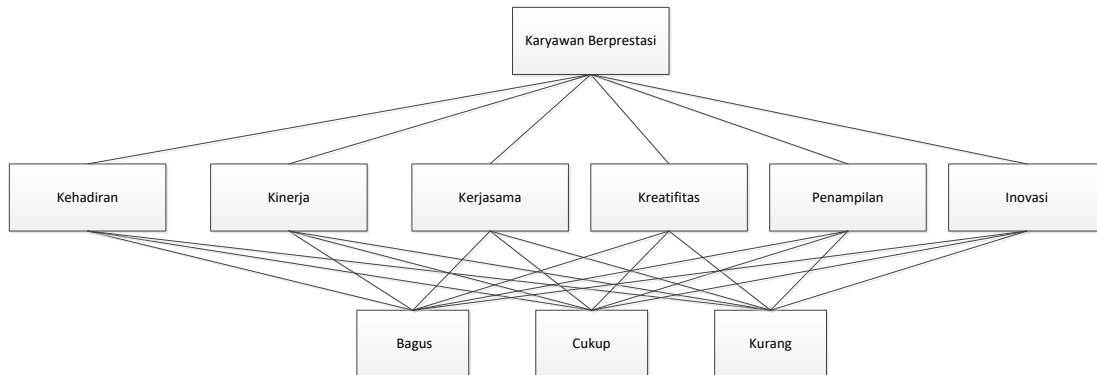 Karyawan Berprestasi
Kehadiran
Kinerja
Kerjasama
Kreatifitas
Penampilan
Inovasi
Bagus
Cukup
Kurang